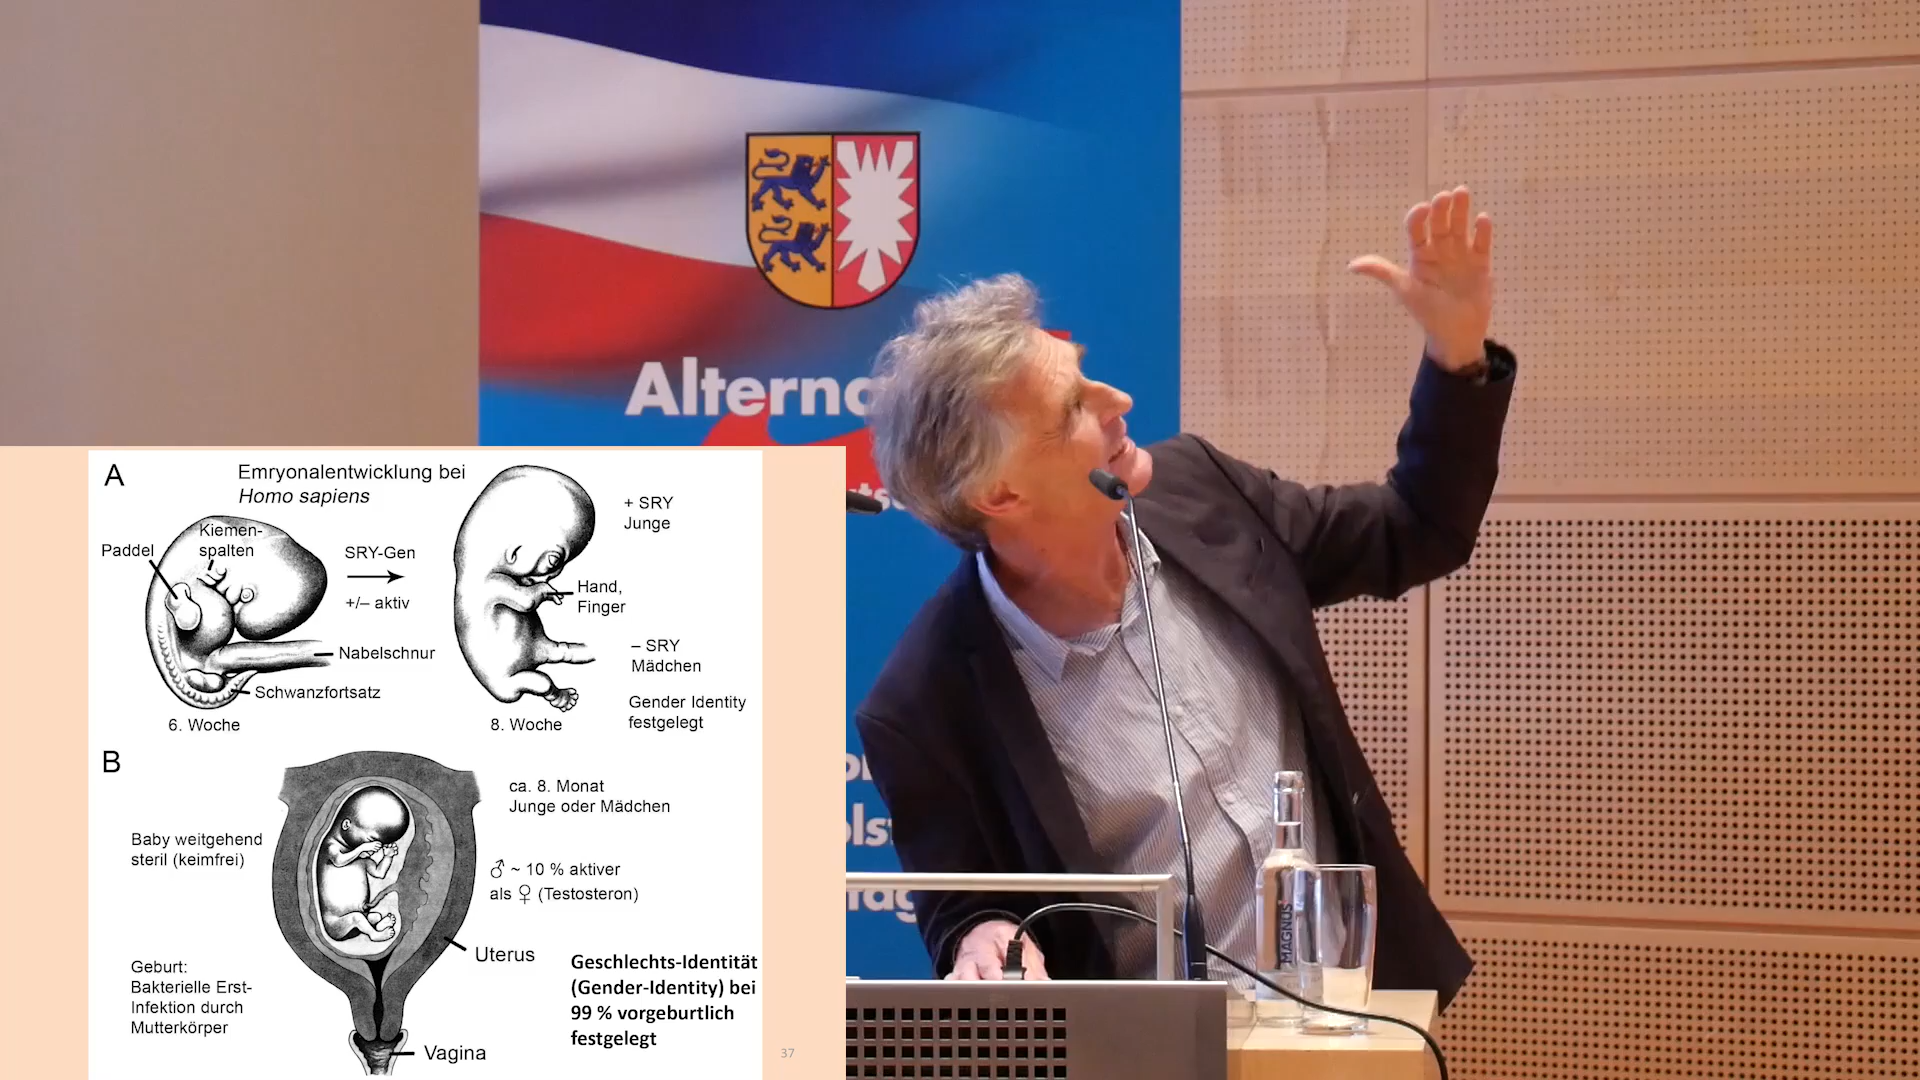 Alterna
A
Emryonalentwicklung bei
Homo sapiens
Kiemen-
spalten
Paddel
SRY-Gen
+/– aktiv
+ SRY
Junge
Hand,
Finger
Nabelschnur
– SRY
Mädchen
Schwanzfortsatz
Gender Identity
festgelegt
6. Woche
8. Woche
B
ca. 8. Monat
Junge oder Mädchen
Baby weitgehend
steril (keimfrei)
♂ ~ 10 % aktiver
als ♀ (Testosteron)
Uterus
Geburt:
Bakterielle Erst-
Infektion durch
Mutterkörper
Geschlechts-Identität
(Gender-Identity) bei
99 % vorgeburtlich
festgelegt
Vagina
37
MAGNUS